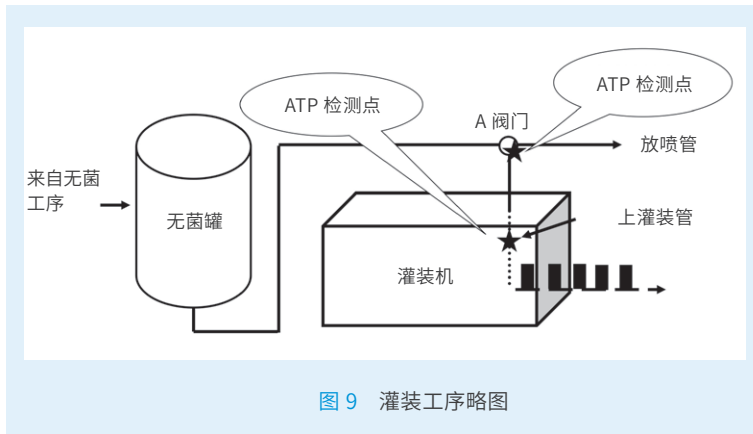 ATP 检测点
ATP 检测点
A 阀门
放喷管
来自无菌
工序
无菌罐
上灌装管
灌装机
图 9 灌装工序略图